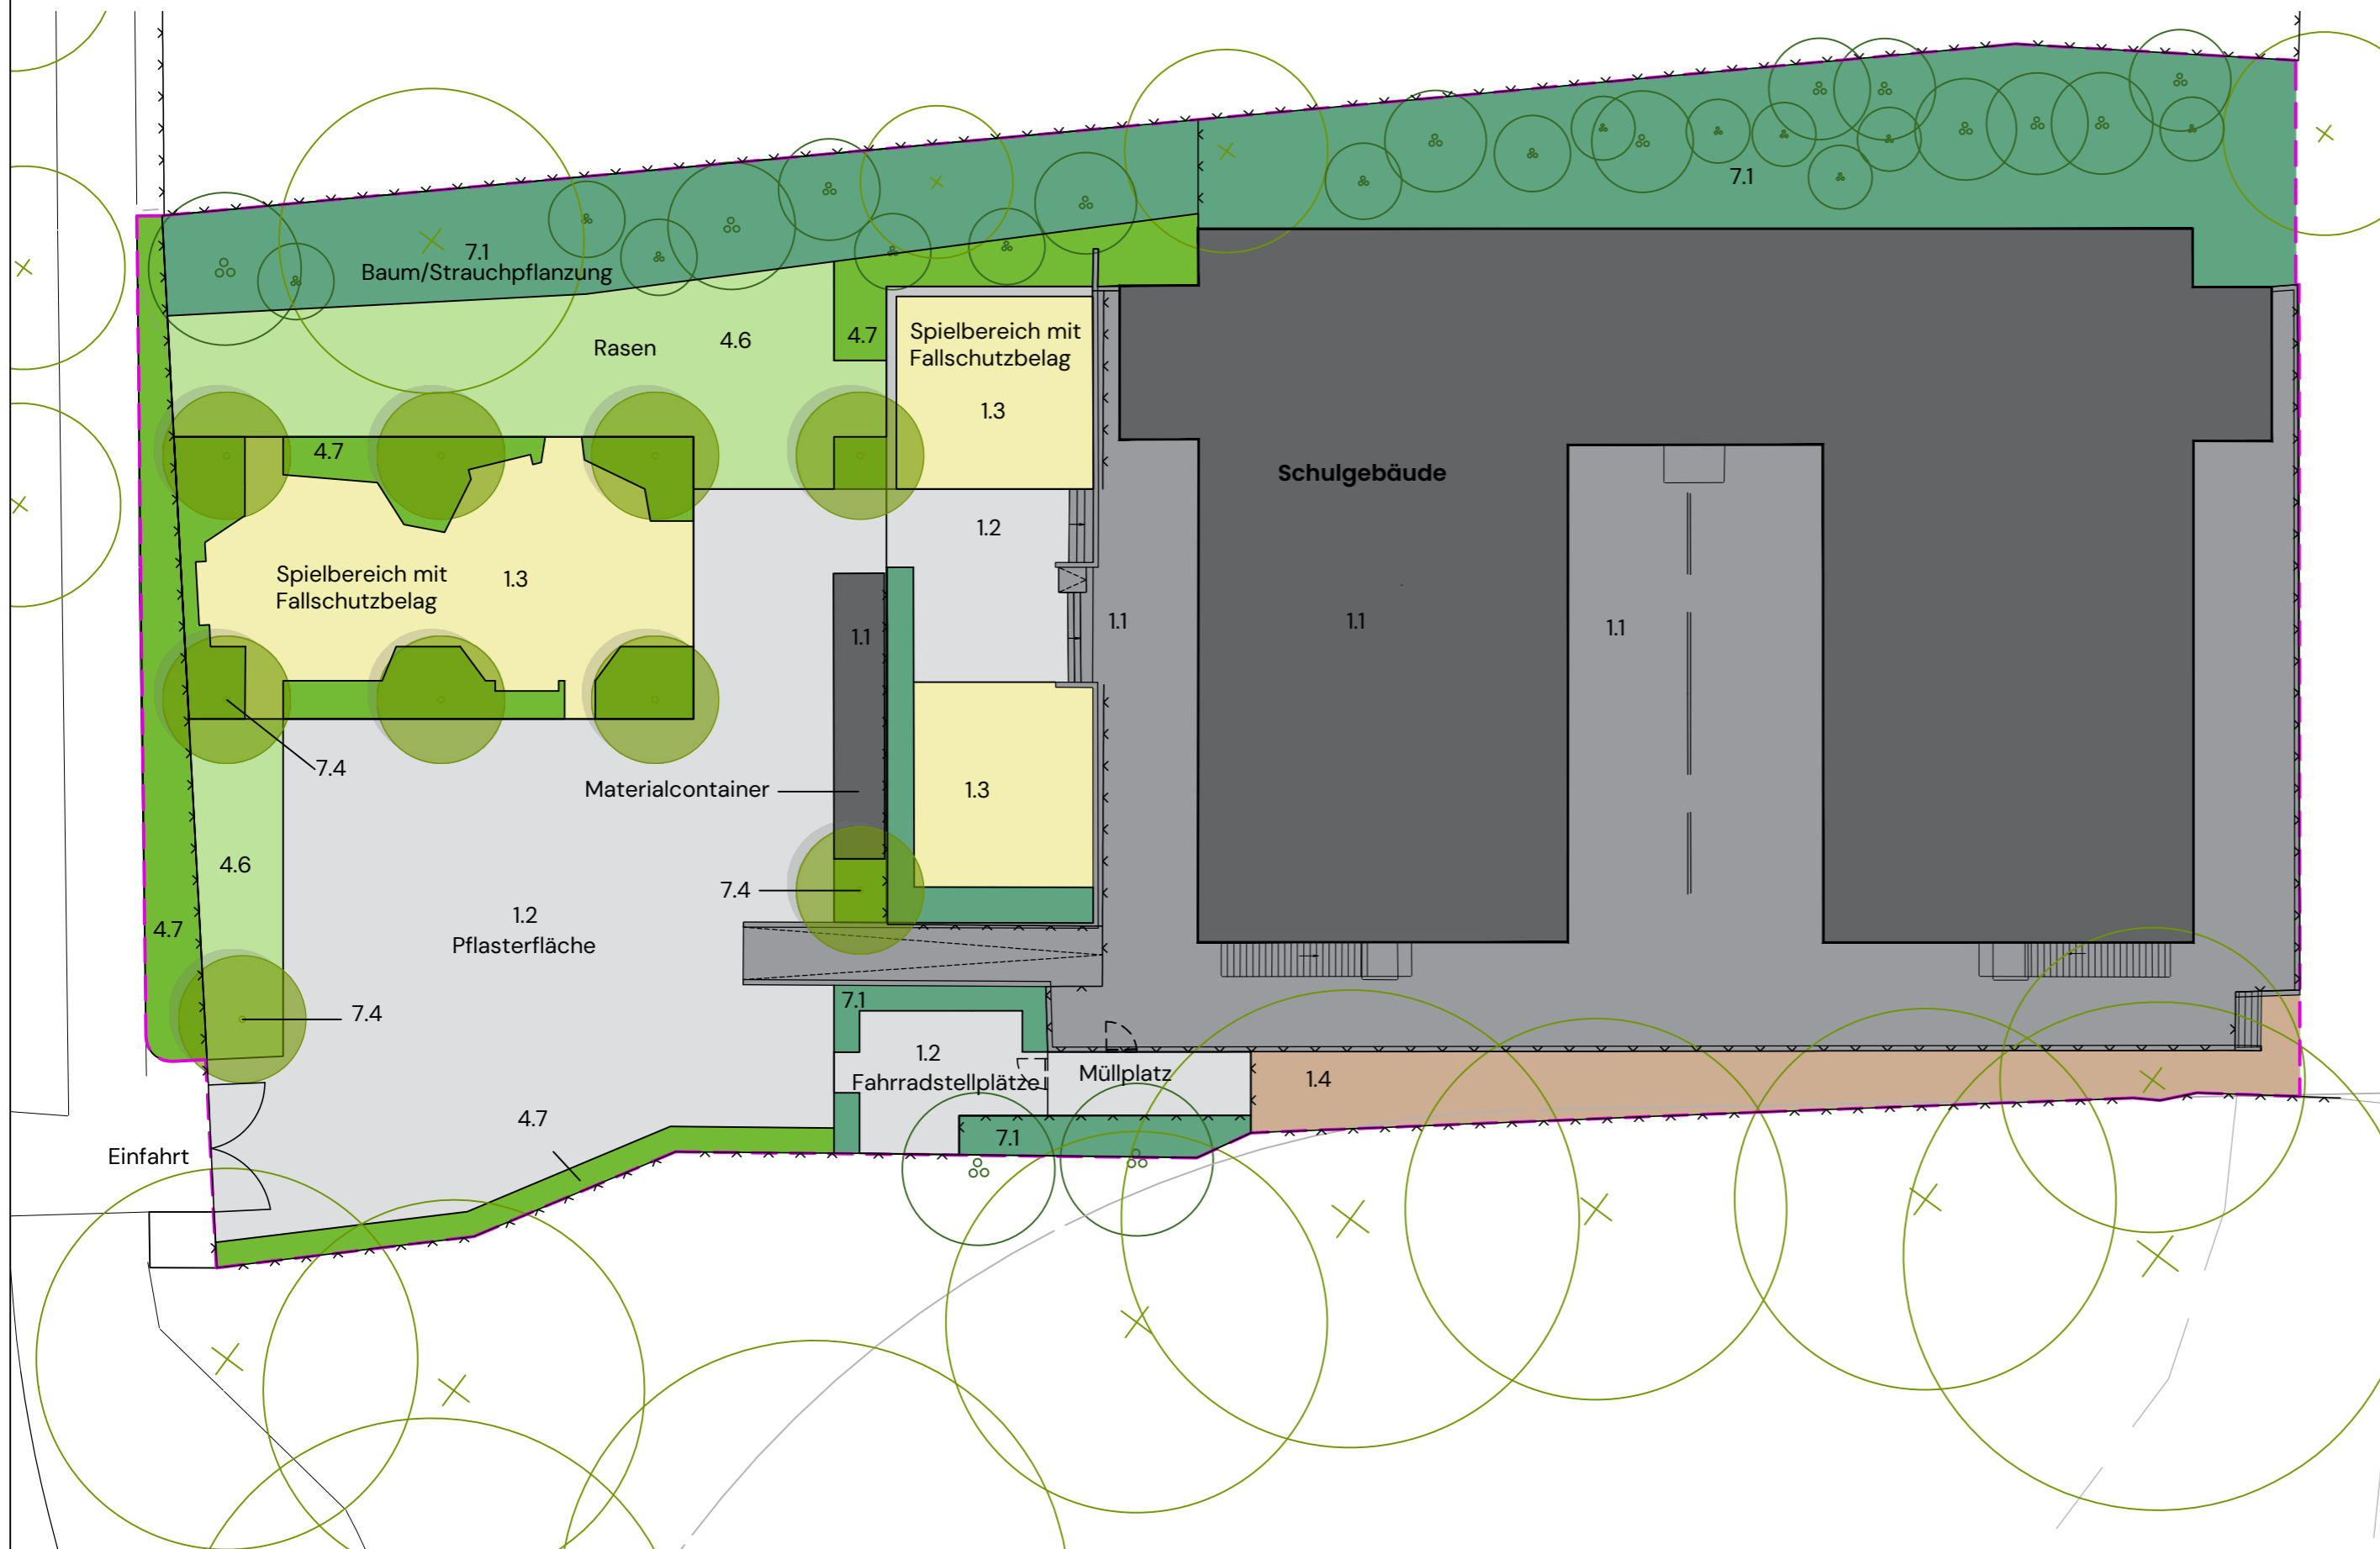 7.1
7.1
Baum/Strauchpflanzung
Rasen
4.6
4.7
Spielbereich mit
Fallschutzbelag
1.3
4.7
Schulgebäude
1.2
Spielbereich mit
Fallschutzbelag
1.3
1.1
1.1
1.1
1.1
7.4
Materialcontainer
1.3
4.6
7.4
4.7
1.2
Pflasterfläche
7.4
7.1
1.2
Fahrradstellplätze
Müllplatz
1.4
4.7
7.1
Einfahrt